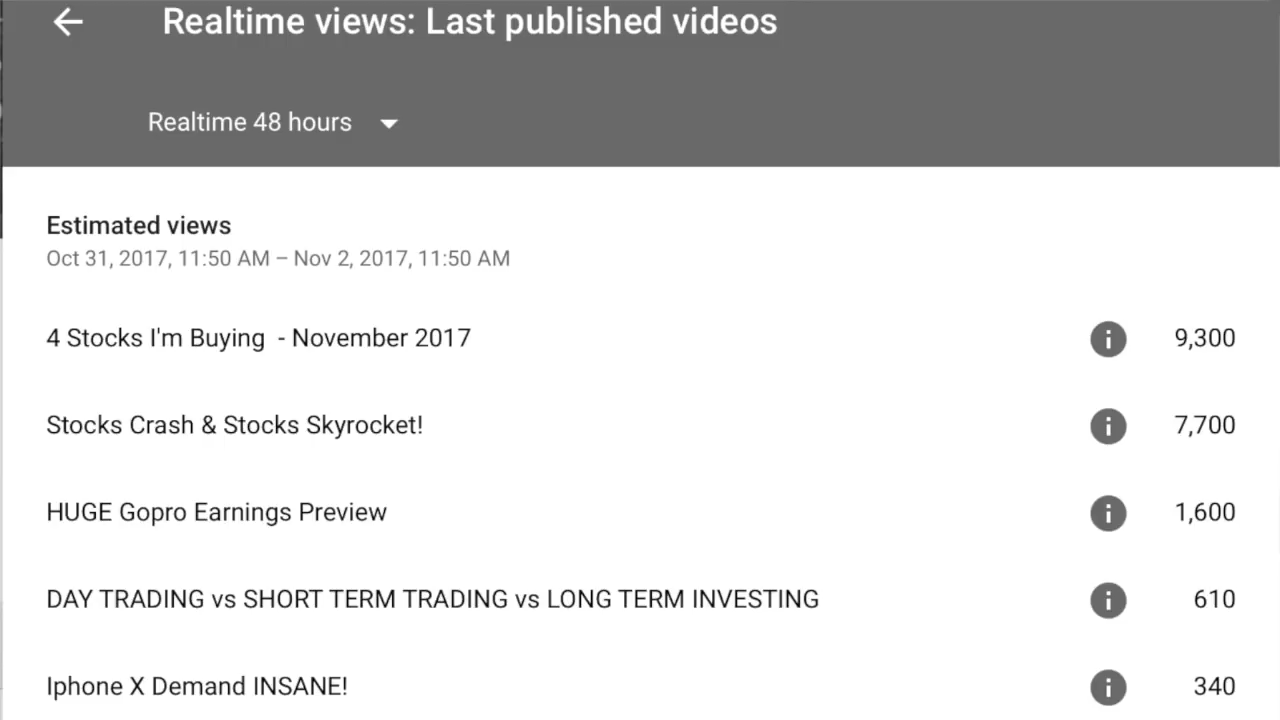 Realtime views: Last published videos
Realtime 48 hours
Estimated views
Oct 31, 2017, 11:50 AM – Nov 2, 2017, 11:50 AM
4 Stocks I'm Buying  - November 2017 9,300
Stocks Crash & Stocks Skyrocket! 7,700
HUGE Gopro Earnings Preview 1,600
DAY TRADING vs SHORT TERM TRADING vs LONG TERM INVESTING 610
Iphone X Demand INSANE! 340